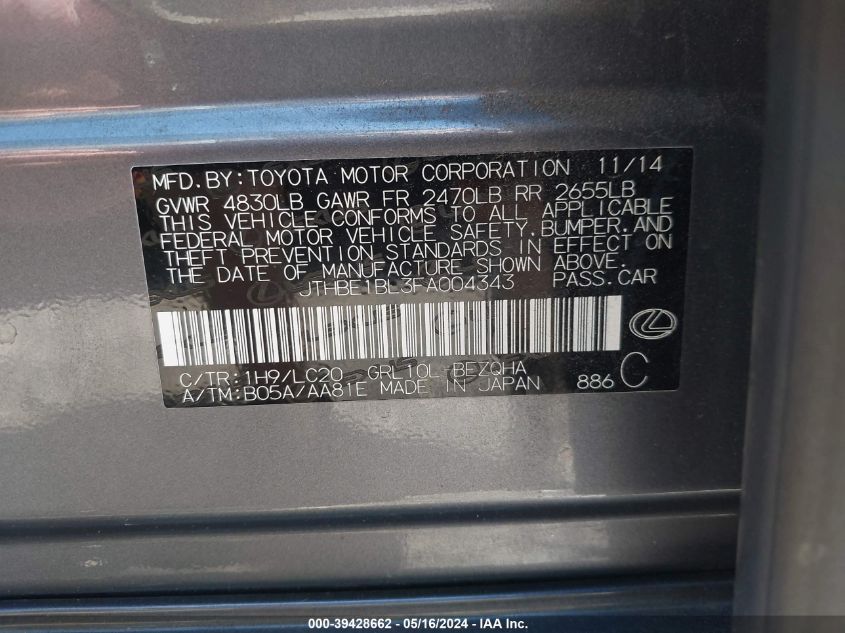 MFD. BY: TOYOTA MOTOR CORPORATION 11/14
GVWR 4830LB GAWR FR 2470LB RR 2655LB
THIS VEHICLE CONFORMS TO ALL APPLICABLE
FEDERAL MOTOR VEHICLE SAFETY, BUMPER, AND
THEFT PREVENTION STANDARDS IN EFFECT ON
THE DATE OF MANUFACTURE SHOWN ABOVE.
JTHBE1BL3FA004343 PASS. CAR
C/TR: 1H9/LC20 GRL10L BEZQHA
A/TM: B05A/AA81E MADE IN JAPAN 886 C
000-39428662 - 05/16/2024 - IAA Inc.